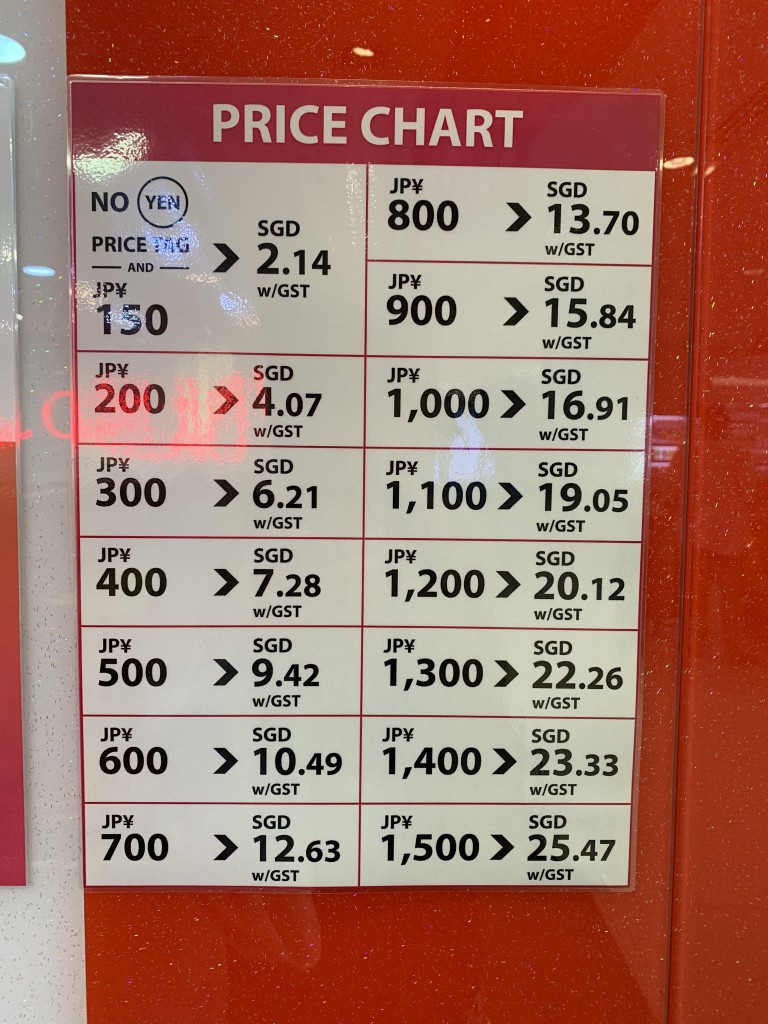 PRICE CHART
NO YEN
PRICE TAG
AND
JP¥
150
SGD
2.14
w/GST
JP¥
200
SGD
4.07
w/GST
JP¥
300
SGD
6.21
w/GST
JP¥
400
SGD
7.28
w/GST
JP¥
500
SGD
9.42
w/GST
JP¥
600
SGD
10.49
w/GST
JP¥
700
SGD
12.63
w/GST
JP¥
800
SGD
13.70
w/GST
JP¥
900
SGD
15.84
w/GST
JP¥
1,000
SGD
16.91
w/GST
JP¥
1,100
SGD
19.05
w/GST
JP¥
1,200
SGD
20.12
w/GST
JP¥
1,300
SGD
22.26
w/GST
JP¥
1,400
SGD
23.33
w/GST
JP¥
1,500
SGD
25.47
w/GST